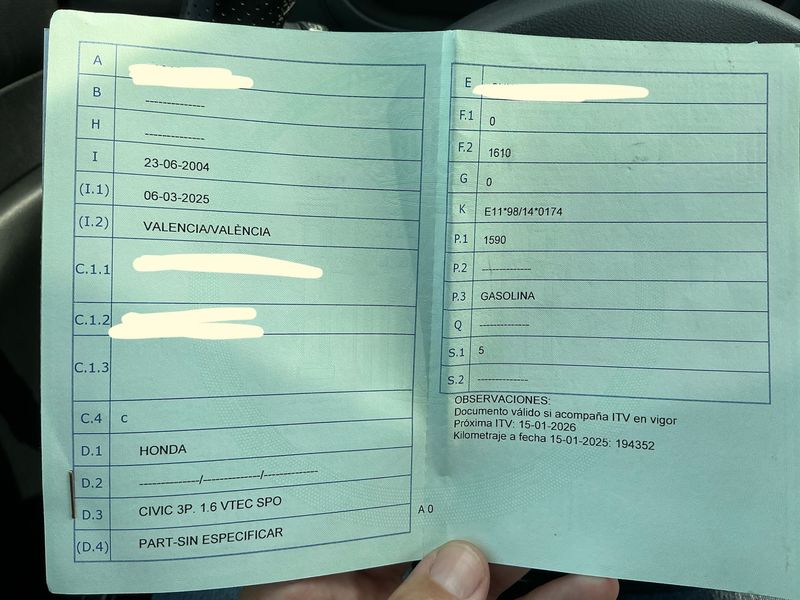 A
B --------------
H --------------
I 23-06-2004
(I.1) 06-03-2025
(I.2) VALENCIA/VALÈNCIA
C.1.1
C.1.2
C.1.3
C.4 c
D.1 HONDA
D.2 --------------/--------------/--------------
D.3 CIVIC 3P. 1.6 VTEC SPO
(D.4) PART-SIN ESPECIFICAR
A 0
E
F.1 0
F.2 1610
G 0
K E11*98/14*0174
P.1 1590
P.2 --------------
P.3 GASOLINA
Q --------------
S.1 5
S.2 --------------
OBSERVACIONES:
Documento válido si acompaña ITV en vigor
Próxima ITV: 15-01-2026
Kilometraje a fecha 15-01-2025: 194352